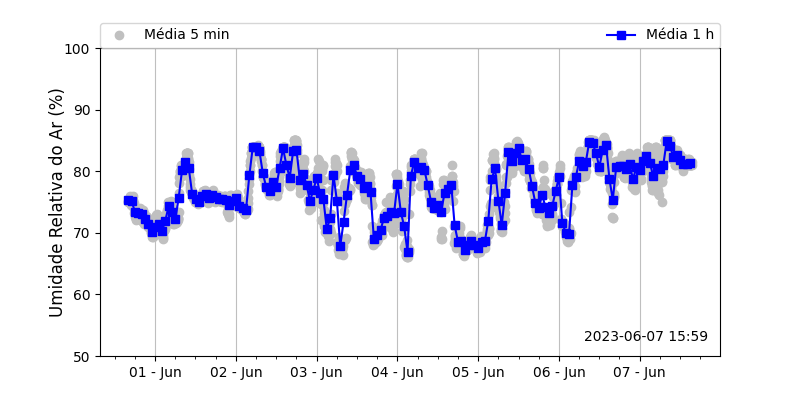 Média 5 min
Média 1 h
Umidade Relativa do Ar (%)
100
90
80
70
60
50
2023-06-07 15:59
01 - Jun
02 - Jun
03 - Jun
04 - Jun
05 - Jun
06 - Jun
07 - Jun